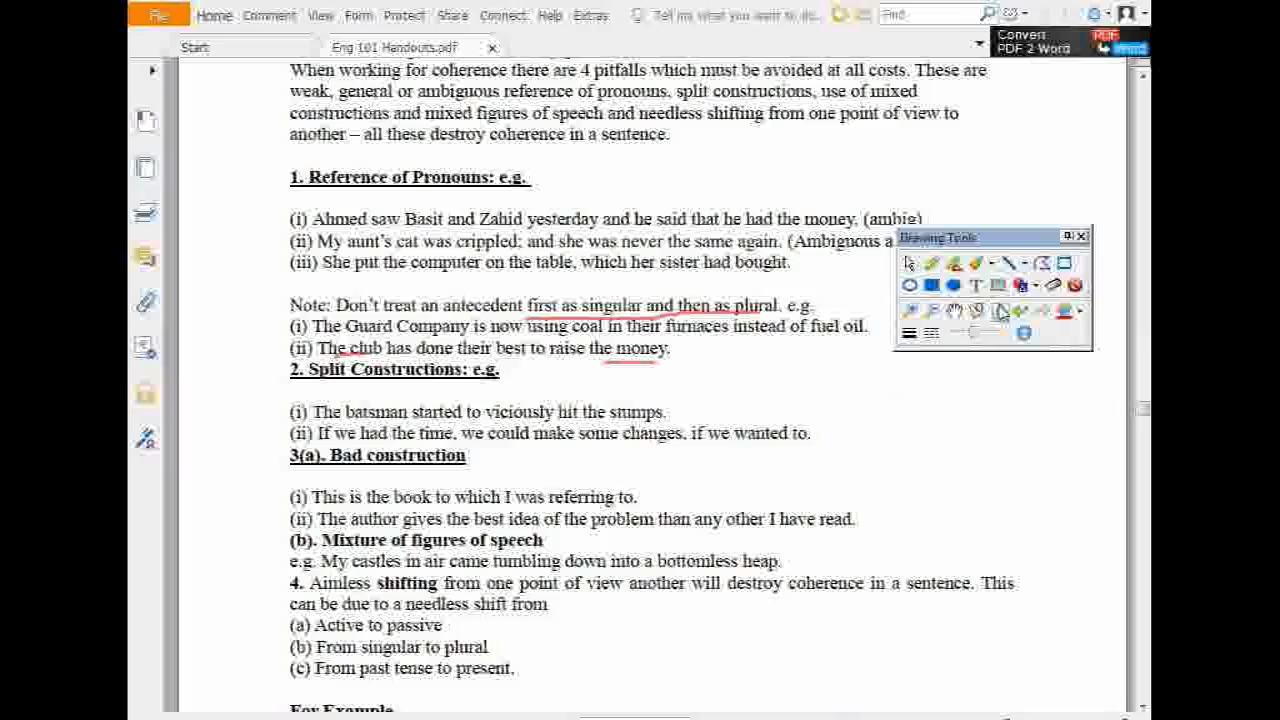 File Home Comment View Form Protect Share Connect Help Extras Tell me what you want to do.. Find
Start Eng 101 Handouts.pdf
Convert PDF
PDF 2 Word Word
When working for coherence there are 4 pitfalls which must be avoided at all costs. These are
weak, general or ambiguous reference of pronouns, split constructions, use of mixed
constructions and mixed figures of speech and needless shifting from one point of view to
another – all these destroy coherence in a sentence.
1. Reference of Pronouns: e.g.
(i) Ahmed saw Basit and Zahid yesterday and he said that he had the money. (ambig)
(ii) My aunt's cat was crippled; and she was never the same again. (Ambiguous a
Drawing Tools
(iii) She put the computer on the table, which her sister had bought.
Note: Don't treat an antecedent first as singular and then as plural. e.g.
(i) The Guard Company is now using coal in their furnaces instead of fuel oil.
(ii) The club has done their best to raise the money.
2. Split Constructions: e.g.
(i) The batsman started to viciously hit the stumps.
(ii) If we had the time, we could make some changes, if we wanted to.
3(a). Bad construction
(i) This is the book to which I was referring to.
(ii) The author gives the best idea of the problem than any other I have read.
(b). Mixture of figures of speech
e.g. My castles in air came tumbling down into a bottomless heap.
4. Aimless shifting from one point of view another will destroy coherence in a sentence. This
can be due to a needless shift from
(a) Active to passive
(b) From singular to plural
(c) From past tense to present.
For Example